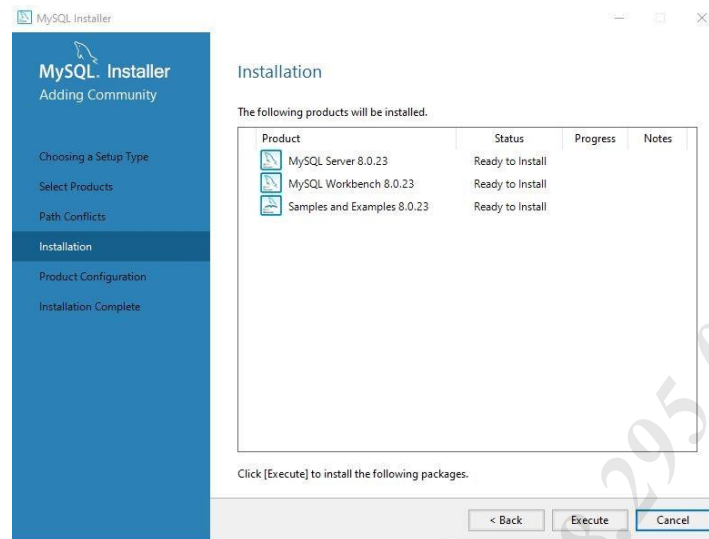 MySQL Installer
MySQL. Installer
Adding Community
Choosing a Setup Type
Select Products
Path Conflicts
Installation
Product Configuration
Installation Complete
Installation
The following products will be installed.
Product Status Progress Notes
MySQL Server 8.0.23 Ready to Install
MySQL Workbench 8.0.23 Ready to Install
Samples and Examples 8.0.23 Ready to Install
Click [Execute] to install the following packages.
< Back Execute Cancel